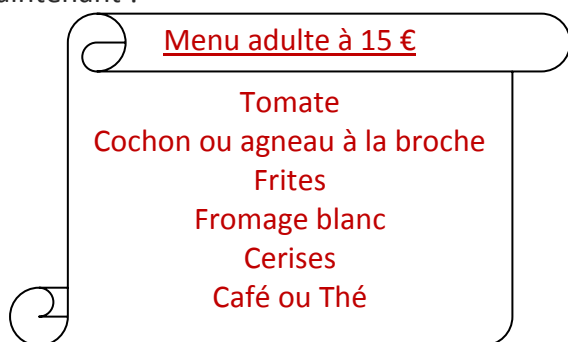 Menu adulte à 15 €
Tomate
Cochon ou agneau à la broche
Frites
Fromage blanc
Cerises
Café ou Thé